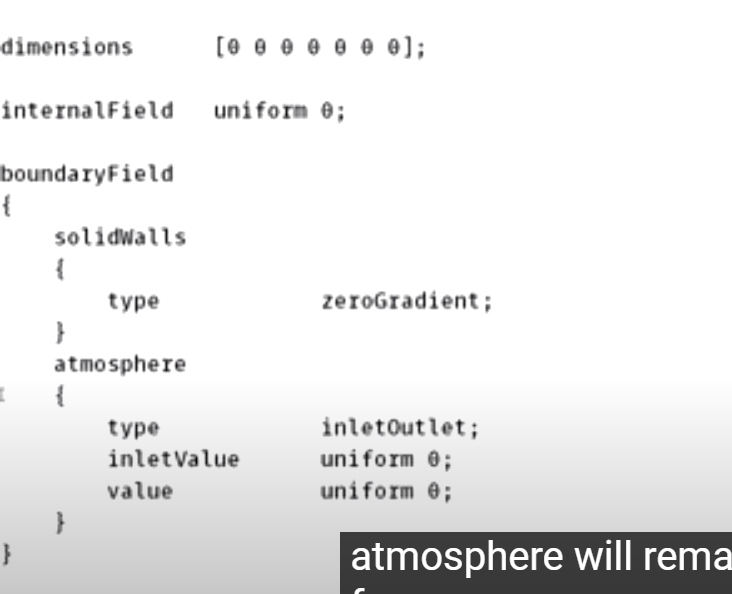 dimensions [0 0 0 0 0 0 0];
internalField uniform 0;
boundaryField
{
solidWalls
{
type zeroGradient;
}
atmosphere
{
type inletOutlet;
inletValue uniform 0;
value uniform 0;
}
}
atmosphere will rema